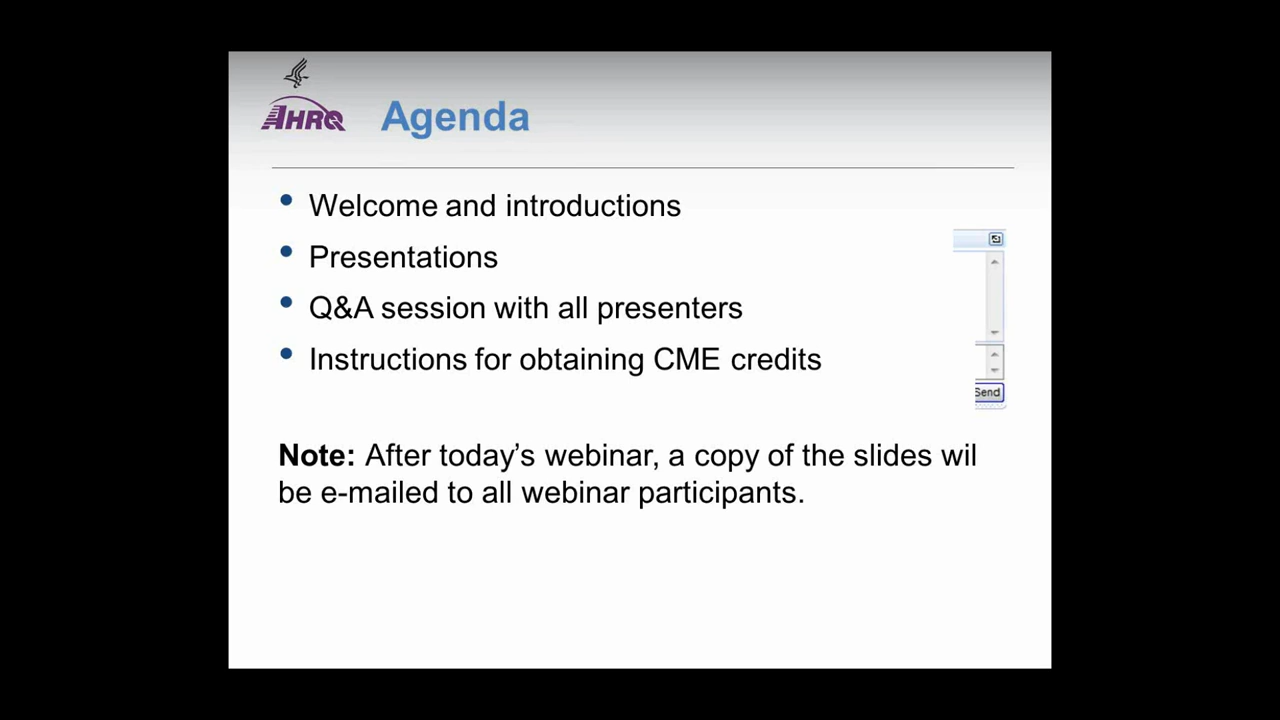 AHRQ
Agenda
• Welcome and introductions
• Presentations
• Q&A session with all presenters
• Instructions for obtaining CME credits
Send
Note: After today’s webinar, a copy of the slides wil
be e-mailed to all webinar participants.